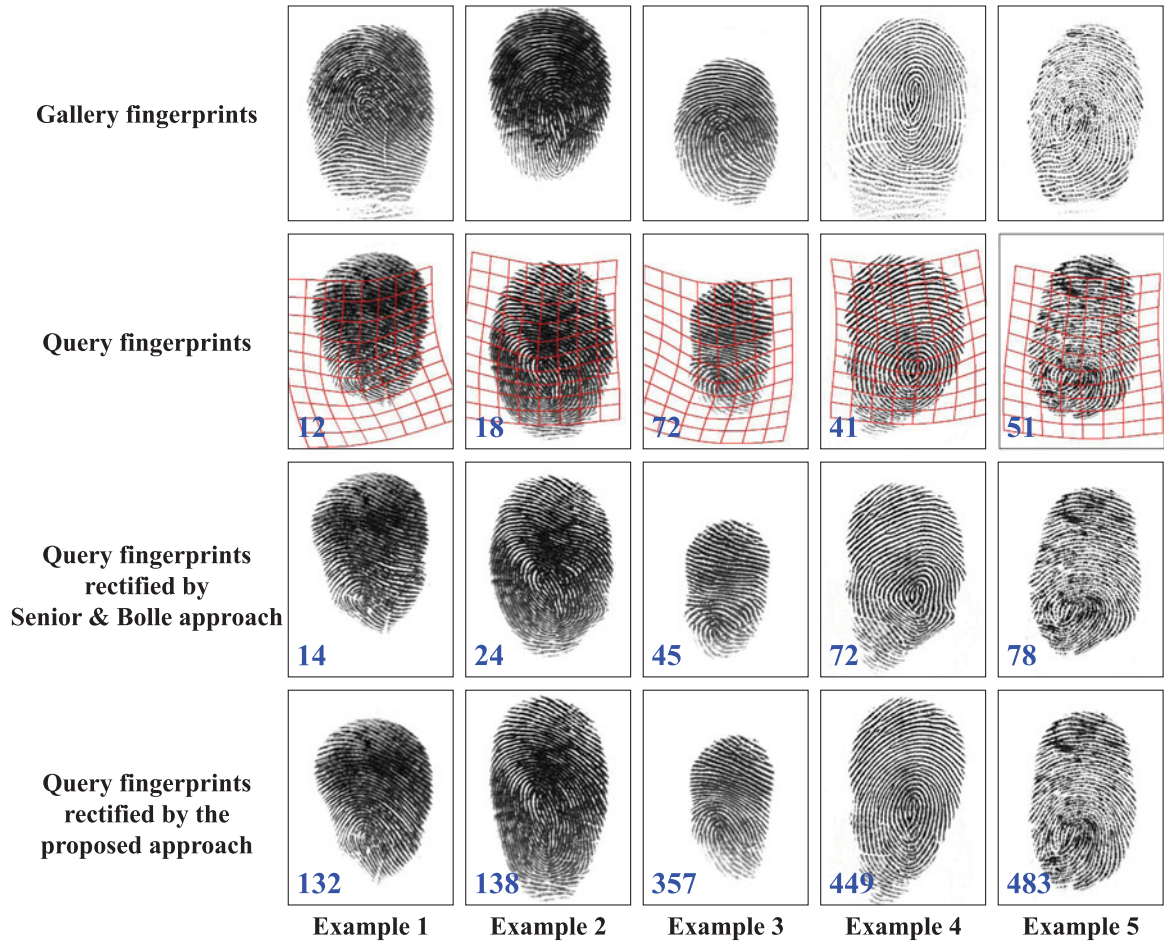 Gallery fingerprints
Query fingerprints
12 18 72 41 51
Query fingerprints
rectified by
Senior & Bolle approach
14 24 45 72 78
Query fingerprints
rectified by the
proposed approach
132 138 357 449 483
Example 1 Example 2 Example 3 Example 4 Example 5